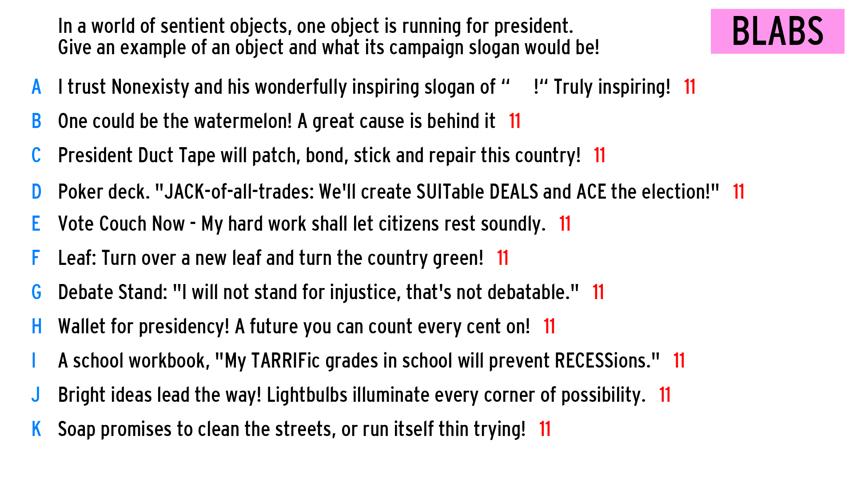 In a world of sentient objects, one object is running for president.
Give an example of an object and what its campaign slogan would be!
BLABS
A I trust Nonexisty and his wonderfully inspiring slogan of “ !“ Truly inspiring! 11
B One could be the watermelon! A great cause is behind it 11
C President Duct Tape will patch, bond, stick and repair this country! 11
D Poker deck. "JACK-of-all-trades: We'll create SUITable DEALS and ACE the election!" 11
E Vote Couch Now - My hard work shall let citizens rest soundly. 11
F Leaf: Turn over a new leaf and turn the country green! 11
G Debate Stand: "I will not stand for injustice, that's not debatable." 11
H Wallet for presidency! A future you can count every cent on! 11
I A school workbook, "My TARRIFic grades in school will prevent RECESSions." 11
J Bright ideas lead the way! Lightbulbs illuminate every corner of possibility. 11
K Soap promises to clean the streets, or run itself thin trying! 11